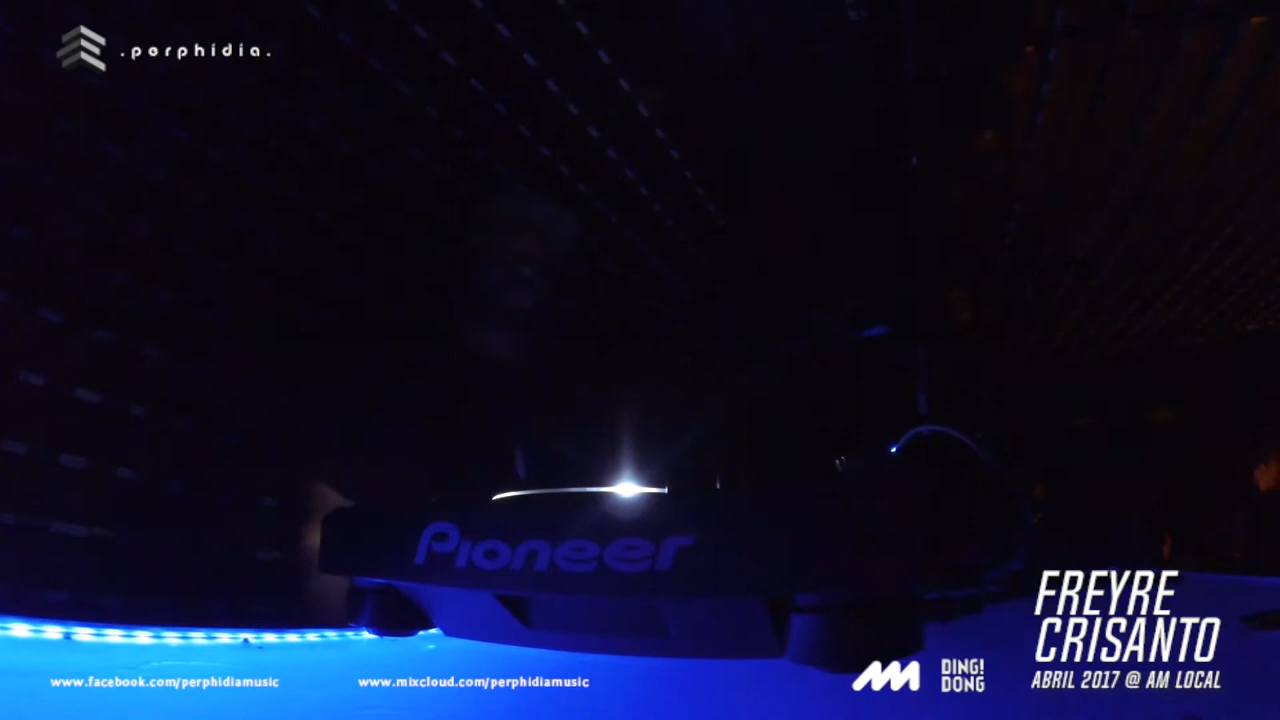 .perphidia.
Pioneer
FREYRE
CRISANTO
ABRIL 2017 @ AM LOCAL
DING!
DONG
www.facebook.com/perphidiamusic
www.mixcloud.com/perphidiamusic